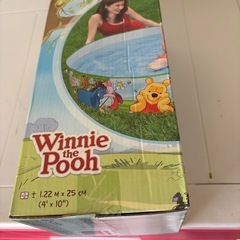 Winnie
the
Pooh
± 1.22 M x 25 CM
(4' x 10")